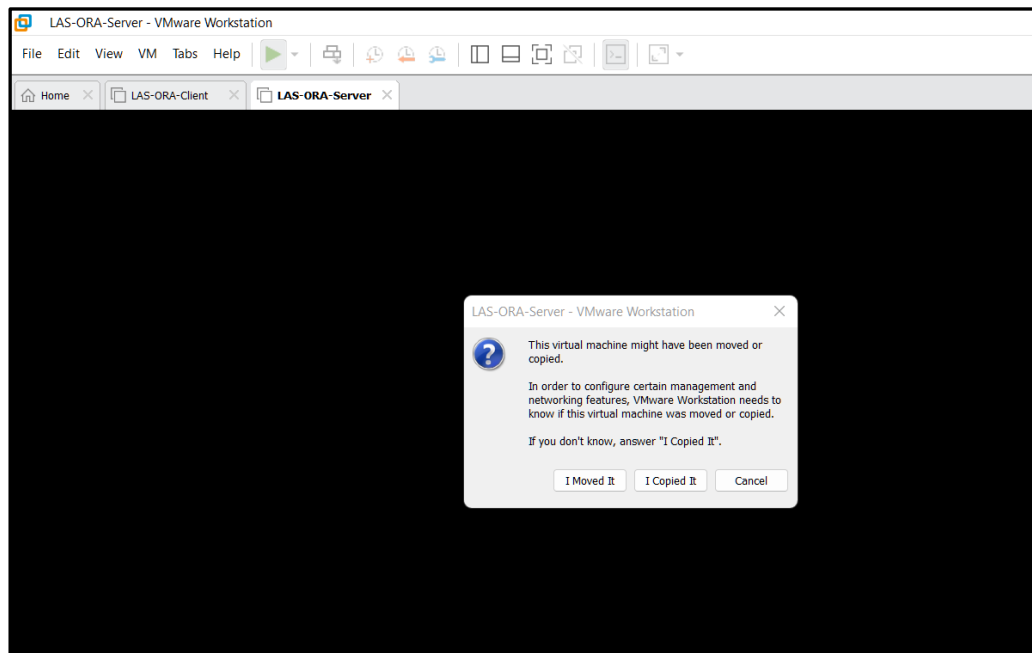 LAS-ORA-Server - VMware Workstation
File Edit View VM Tabs Help
Home LAS-ORA-Client LAS-ORA-Server
LAS-ORA-Server - VMware Workstation
This virtual machine might have been moved or
copied.
In order to configure certain management and
networking features, VMware Workstation needs to
know if this virtual machine was moved or copied.
If you don't know, answer "I Copied It".
I Moved It I Copied It Cancel